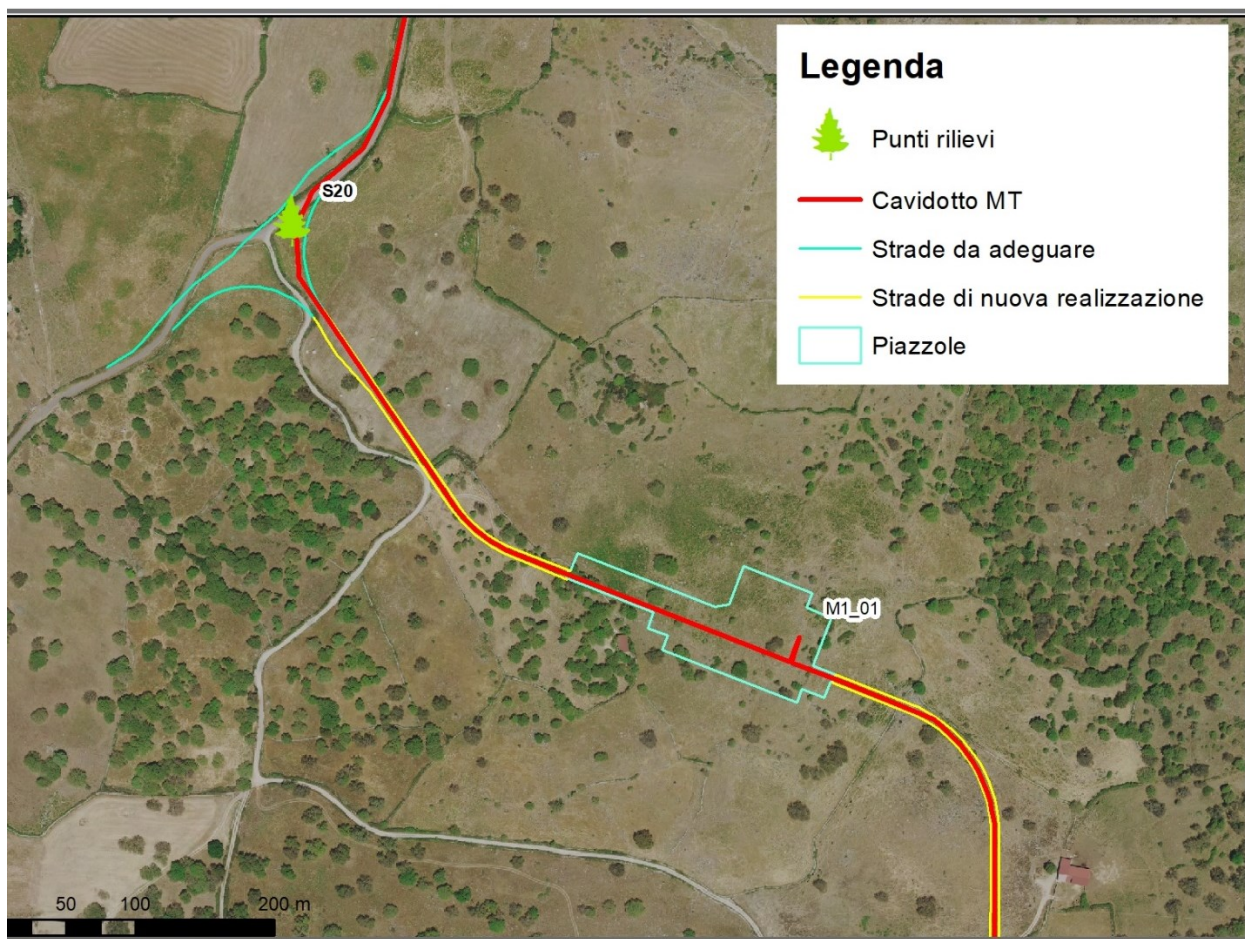 Legenda
Punti rilievi
Cavidotto MT
Strade da adeguare
Strade di nuova realizzazione
Piazzole
S20
M1_01
50 100 200 m